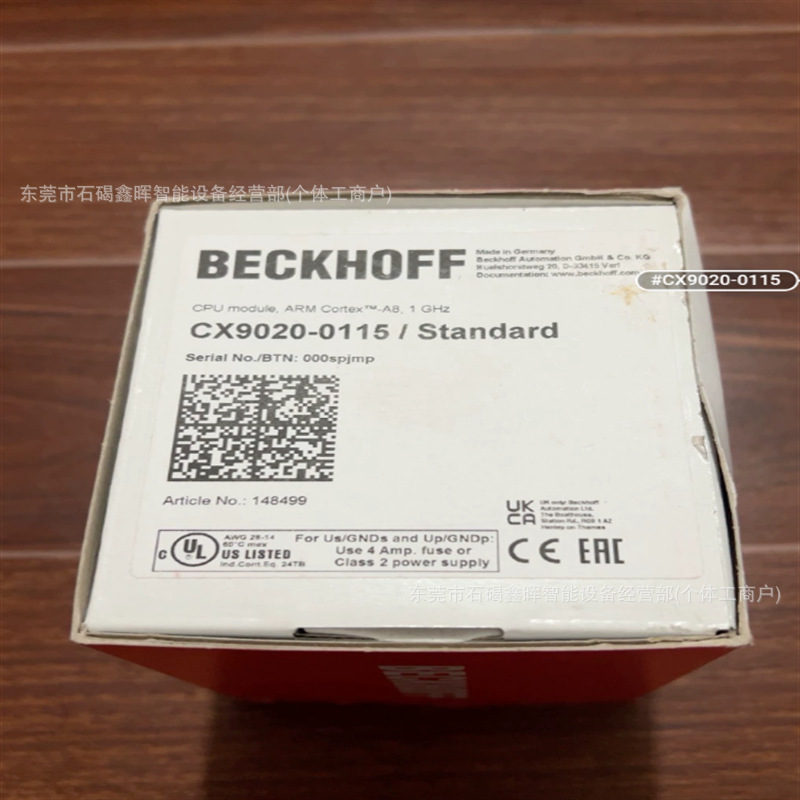 东莞市石碣鑫晖智能设备经营部(个体工商户)
BECKHOFF
Made in Germany
Beckhoff Automation GmbH & Co. KG
Huelshorstweg 20, D-33415 Verl
Documentation: www.beckhoff.com
#CX9020-0115
CPU module, ARM Cortex™-A8, 1 GHz
CX9020-0115 / Standard
Serial No./BTN: 000spjmp
Article No.: 148499
UK CA
UK only: Beckhoff
Automation Ltd.
The Boathouse,
Station Rd., RG9 1 AZ
Henley on Thames
C UL US LISTED
AWG 28-14
60°C max
Ind.Cont.Eq. 24TB
For Us/GNDs and Up/GNDp:
Use 4 Amp. fuse or
Class 2 power supply
CE EAC
东莞市石碣鑫晖智能设备经营部(个体工商户)
BECKHOFF